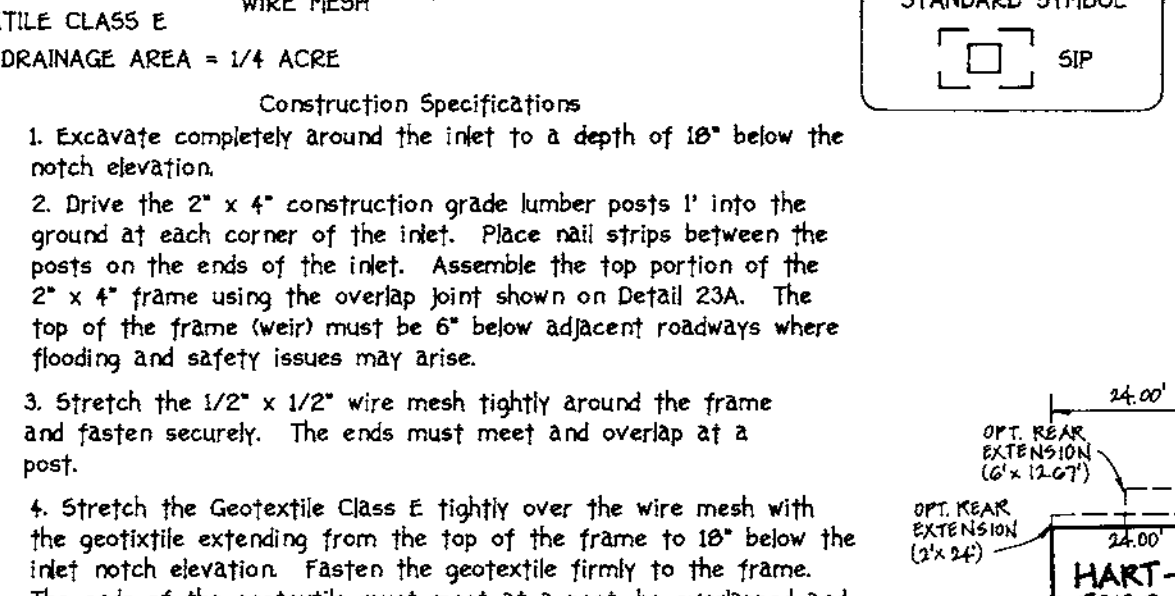 WIRE MESH
TILE CLASS E
DRAINAGE AREA = 1/4 ACRE
STANDARD SYMBOL
SIP
Construction Specifications
1. Excavate completely around the inlet to a depth of 18" below the
notch elevation.
2. Drive the 2" x 4" construction grade lumber posts 1' into the
ground at each corner of the inlet. Place nail strips between the
posts on the ends of the inlet. Assemble the top portion of the
2" x 4" frame using the overlap joint shown on Detail 23A. The
top of the frame (weir) must be 6" below adjacent roadways where
flooding and safety issues may arise.
3. Stretch the 1/2" x 1/2" wire mesh tightly around the frame
and fasten securely. The ends must meet and overlap at a
post.
4. Stretch the Geotextile Class E tightly over the wire mesh with
the geotixtile extending from the top of the frame to 18" below the
inlet notch elevation. Fasten the geotextile firmly to the frame.
24.00'
OPT. REAR
EXTENSION
(6'x 12.67')
OPT. REAR
EXTENSION
(2'x 24')
24.00'
HART-